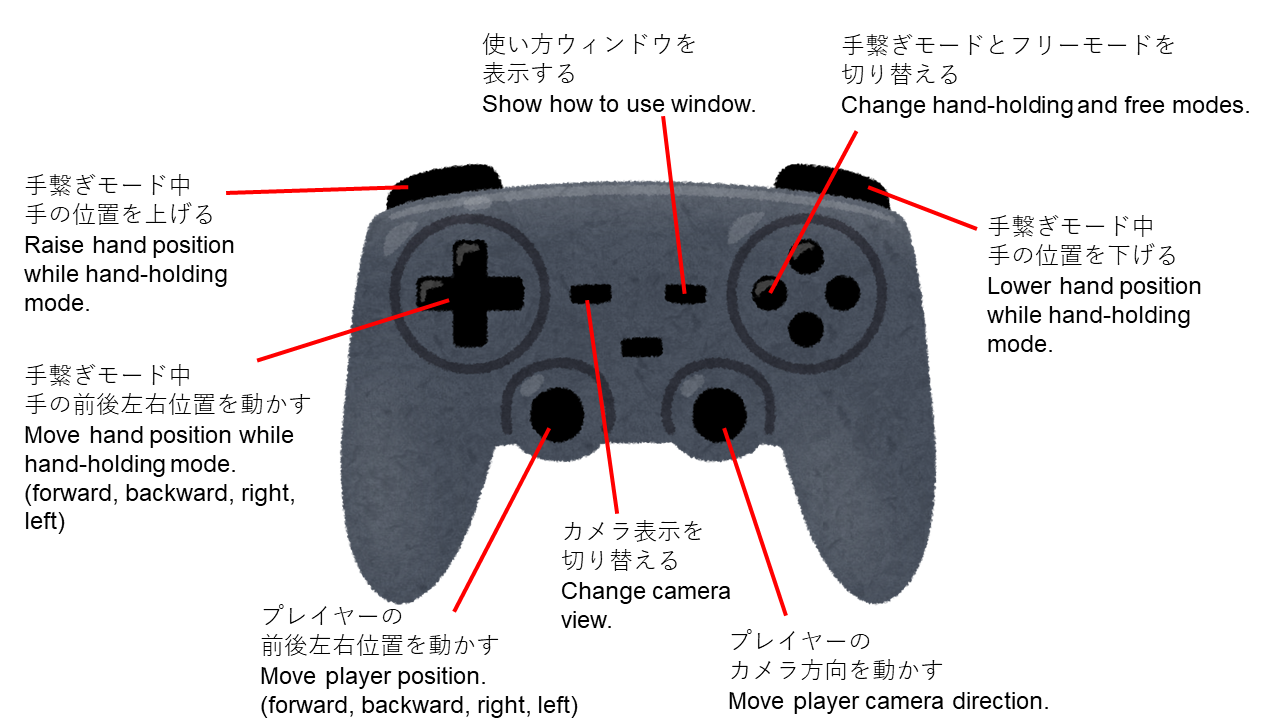 使い方ウィンドウを
表示する
Show how to use window.
手繋ぎモードとフリーモードを
切り替える
Change hand-holding and free modes.
手繋ぎモード中
手の位置を上げる
Raise hand position
while hand-holding
mode.
手繋ぎモード中
手の位置を下げる
Lower hand position
while hand-holding
mode.
手繋ぎモード中
手の前後左右位置を動かす
Move hand position while
hand-holding mode.
(forward, backward, right,
left)
カメラ表示を
切り替える
Change camera
view.
プレイヤーの
前後左右位置を動かす
Move player position.
(forward, backward, right, left)
プレイヤーの
カメラ方向を動かす
Move player camera direction.